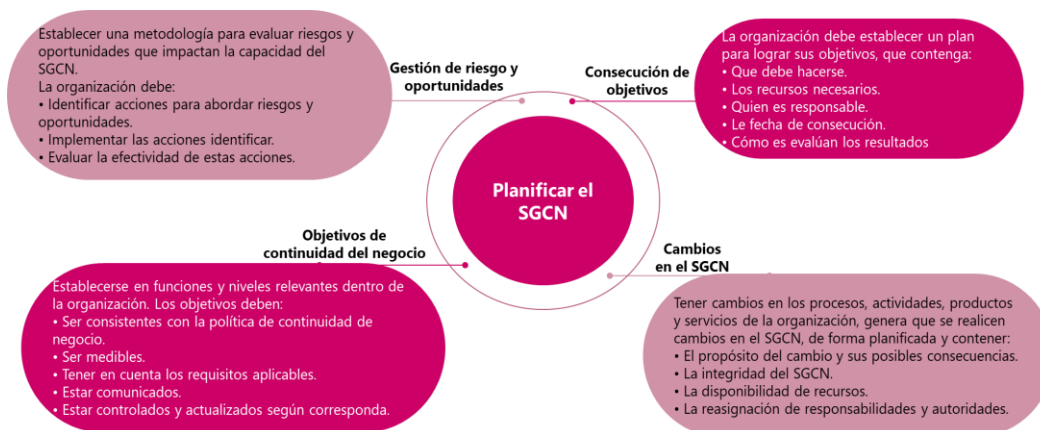 Establecer una metodología para evaluar riesgos y
oportunidades que impactan la capacidad del
SGCN.
La organización debe:
• Identificar acciones para abordar riesgos y
oportunidades.
• Implementar las acciones identificar.
• Evaluar la efectividad de estas acciones.
Gestión de riesgo y
oportunidades
Consecución de
objetivos
La organización debe establecer un plan
para lograr sus objetivos, que contenga:
• Que debe hacerse.
• Los recursos necesarios.
• Quien es responsable.
• Le fecha de consecución.
• Cómo es evalúan los resultados
Planificar el
SGCN
Objetivos de
continuidad del negocio
Establecerse en funciones y niveles relevantes dentro de
la organización. Los objetivos deben:
• Ser consistentes con la política de continuidad de
negocio.
• Ser medibles.
• Tener en cuenta los requisitos aplicables.
• Estar comunicados.
• Estar controlados y actualizados según corresponda.
Cambios
en el SGCN
Tener cambios en los procesos, actividades, productos
y servicios de la organización, genera que se realicen
cambios en el SGCN, de forma planificada y contener:
• El propósito del cambio y sus posibles consecuencias.
• La integridad del SGCN.
• La disponibilidad de recursos.
• La reasignación de responsabilidades y autoridades.